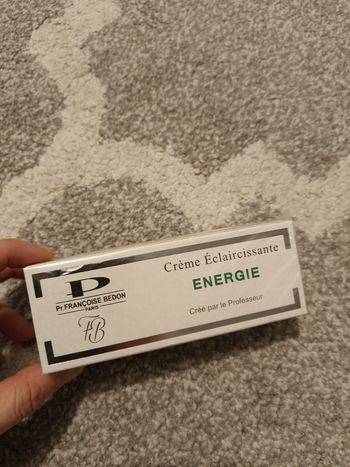 P
Pr.FRANÇOISE BEDON
PARIS
FB
Crème Éclaircissante
ENERGIE
Créé par le Professeur